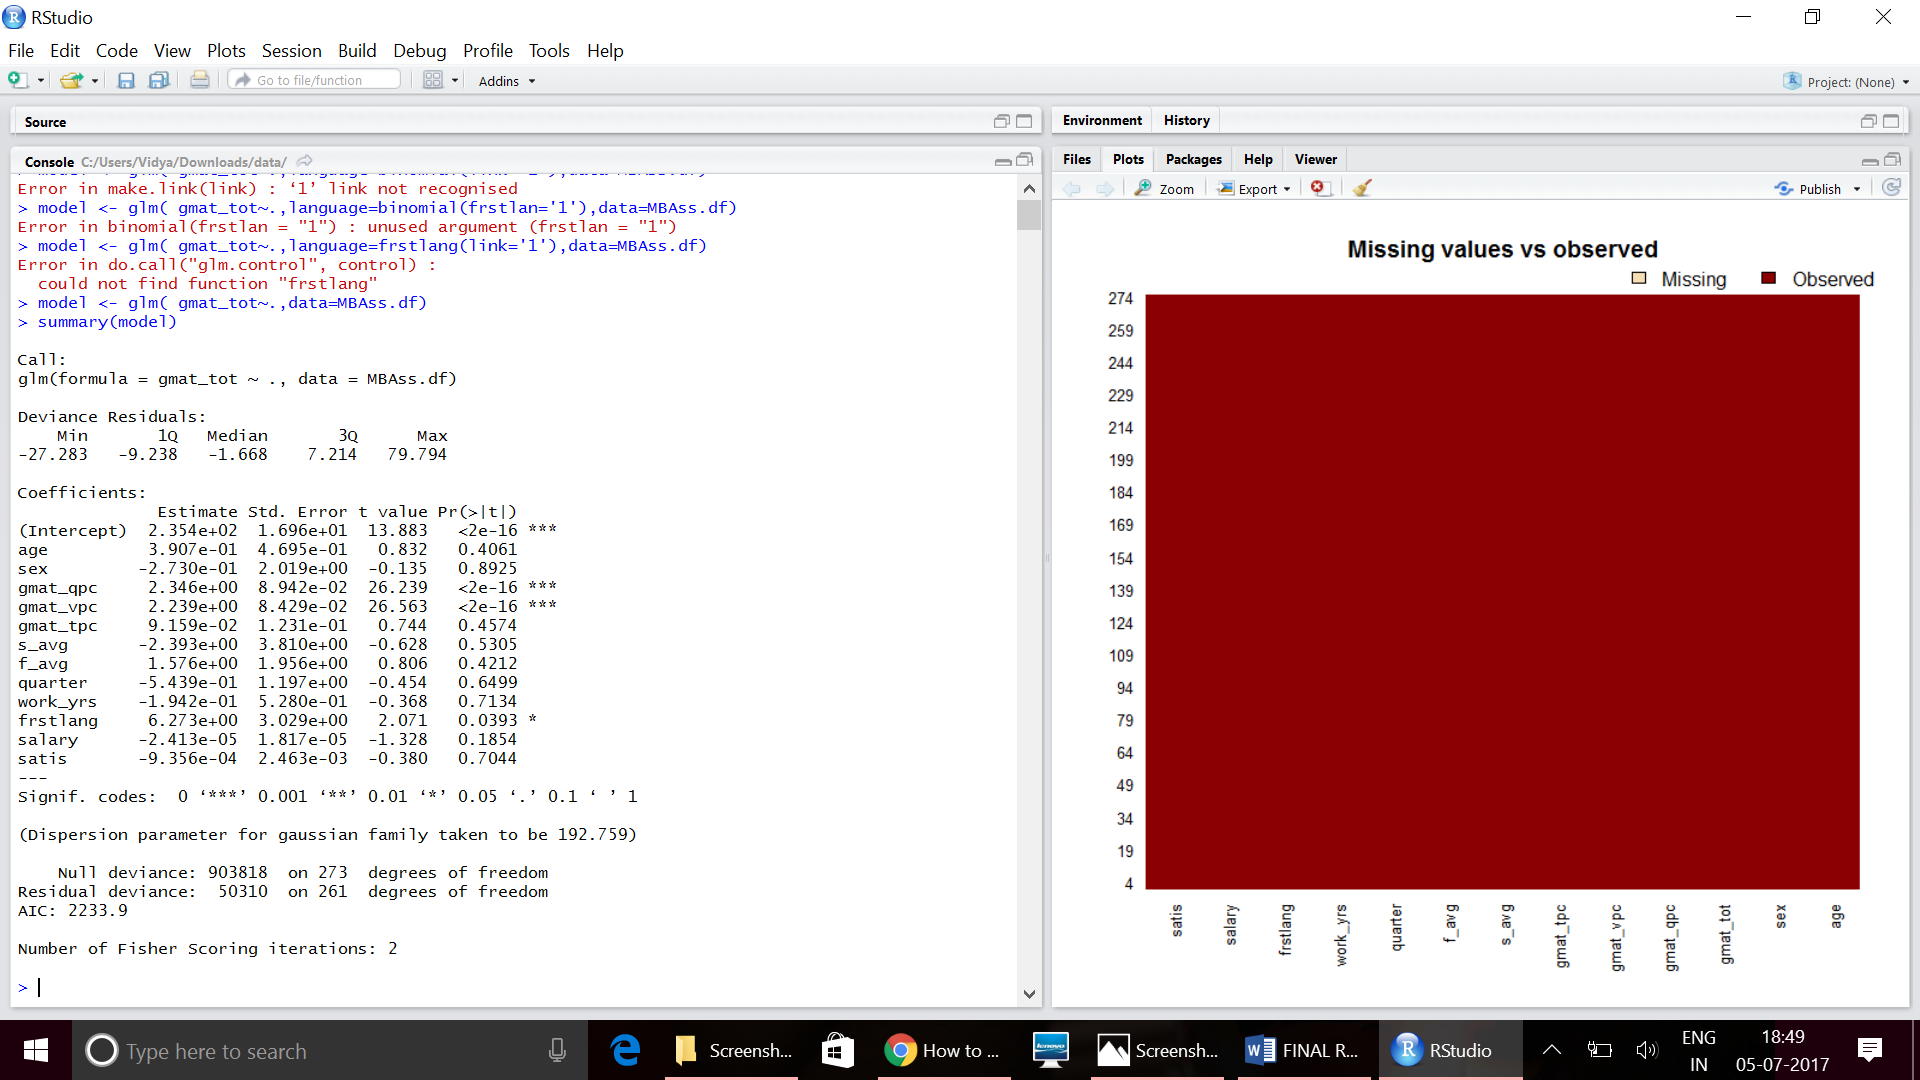 RStudio
File Edit Code View Plots Session Build Debug Profile Tools Help
Go to file/function Addins Project: (None)
Source
Console C:/Users/Vidya/Downloads/data/
Error in make.link(link) : ‘1’ link not recognised
> model <- glm( gmat_tot~.,language=binomial(frstlan='1'),data=MBAss.df)
Error in binomial(frstlan = "1") : unused argument (frstlan = "1")
> model <- glm( gmat_tot~.,language=frstlang(link='1'),data=MBAss.df)
Error in do.call("glm.control", control) :
could not find function "frstlang"
> model <- glm( gmat_tot~.,data=MBAss.df)
> summary(model)
Call:
glm(formula = gmat_tot ~ ., data = MBAss.df)
Deviance Residuals:
Min 1Q Median 3Q Max
-27.283 -9.238 -1.668 7.214 79.794
Coefficients:
Estimate Std. Error t value Pr(>|t|)
(Intercept) 2.354e+02 1.696e+01 13.883 <2e-16 ***
age 3.907e-01 4.695e-01 0.832 0.4061
sex -2.730e-01 2.019e+00 -0.135 0.8925
gmat_qpc 2.346e+00 8.942e-02 26.239 <2e-16 ***
gmat_vpc 2.239e+00 8.429e-02 26.563 <2e-16 ***
gmat_tpc 9.159e-02 1.231e-01 0.744 0.4574
s_avg -2.393e+00 3.810e+00 -0.628 0.5305
f_avg 1.576e+00 1.956e+00 0.806 0.4212
quarter -5.439e-01 1.197e+00 -0.454 0.6499
work_yrs -1.942e-01 5.280e-01 -0.368 0.7134
frstlang 6.273e+00 3.029e+00 2.071 0.0393 *
salary -2.413e-05 1.817e-05 -1.328 0.1854
satis -9.356e-04 2.463e-03 -0.380 0.7044
---
Signif. codes: 0 ‘***’ 0.001 ‘**’ 0.01 ‘*’ 0.05 ‘.’ 0.1 ‘ ’ 1
(Dispersion parameter for gaussian family taken to be 192.759)
Null deviance: 903818 on 273 degrees of freedom
Residual deviance: 50310 on 261 degrees of freedom
AIC: 2233.9
Number of Fisher Scoring iterations: 2
>
Environment History
Files Plots Packages Help Viewer
Zoom Export Publish
Missing values vs observed
Missing Observed
274
259
244
229
214
199
184
169
154
139
124
109
94
79
64
49
34
19
4
satis salary frstlang work_yrs quarter f_avg s_avg gmat_tpc gmat_vpc gmat_qpc gmat_tot sex age
Type here to search Screensh... How to ... lenovo Screensh... FINAL R... RStudio
ENG 18:49
IN 05-07-2017